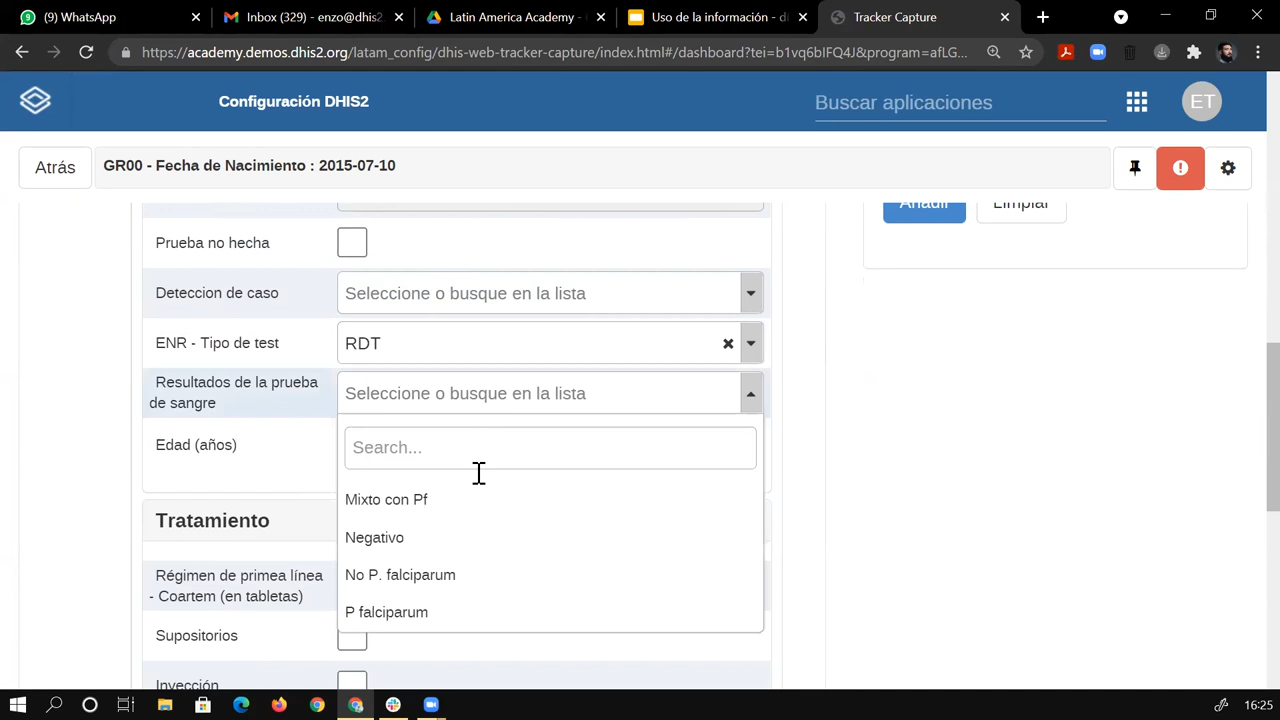 (9) WhatsApp
Inbox (329) - enzo@dhis2
Latin America Academy -
Uso de la información - d
Tracker Capture
https://academy.demos.dhis2.org/latam_config/dhis-web-tracker-capture/index.html#/dashboard?tei=b1vq6bIFQ4J&program=afLG...
Configuración DHIS2
Buscar aplicaciones
ET
Atrás
GR00 - Fecha de Nacimiento : 2015-07-10
Añadir
Limpiar
Prueba no hecha
Deteccion de caso
Seleccione o busque en la lista
ENR - Tipo de test
RDT
Resultados de la prueba
de sangre
Seleccione o busque en la lista
Search...
Edad (años)
Mixto con Pf
Negativo
No P. falciparum
P falciparum
Tratamiento
Régimen de primea línea
- Coartem (en tabletas)
Supositorios
Inyección
16:25